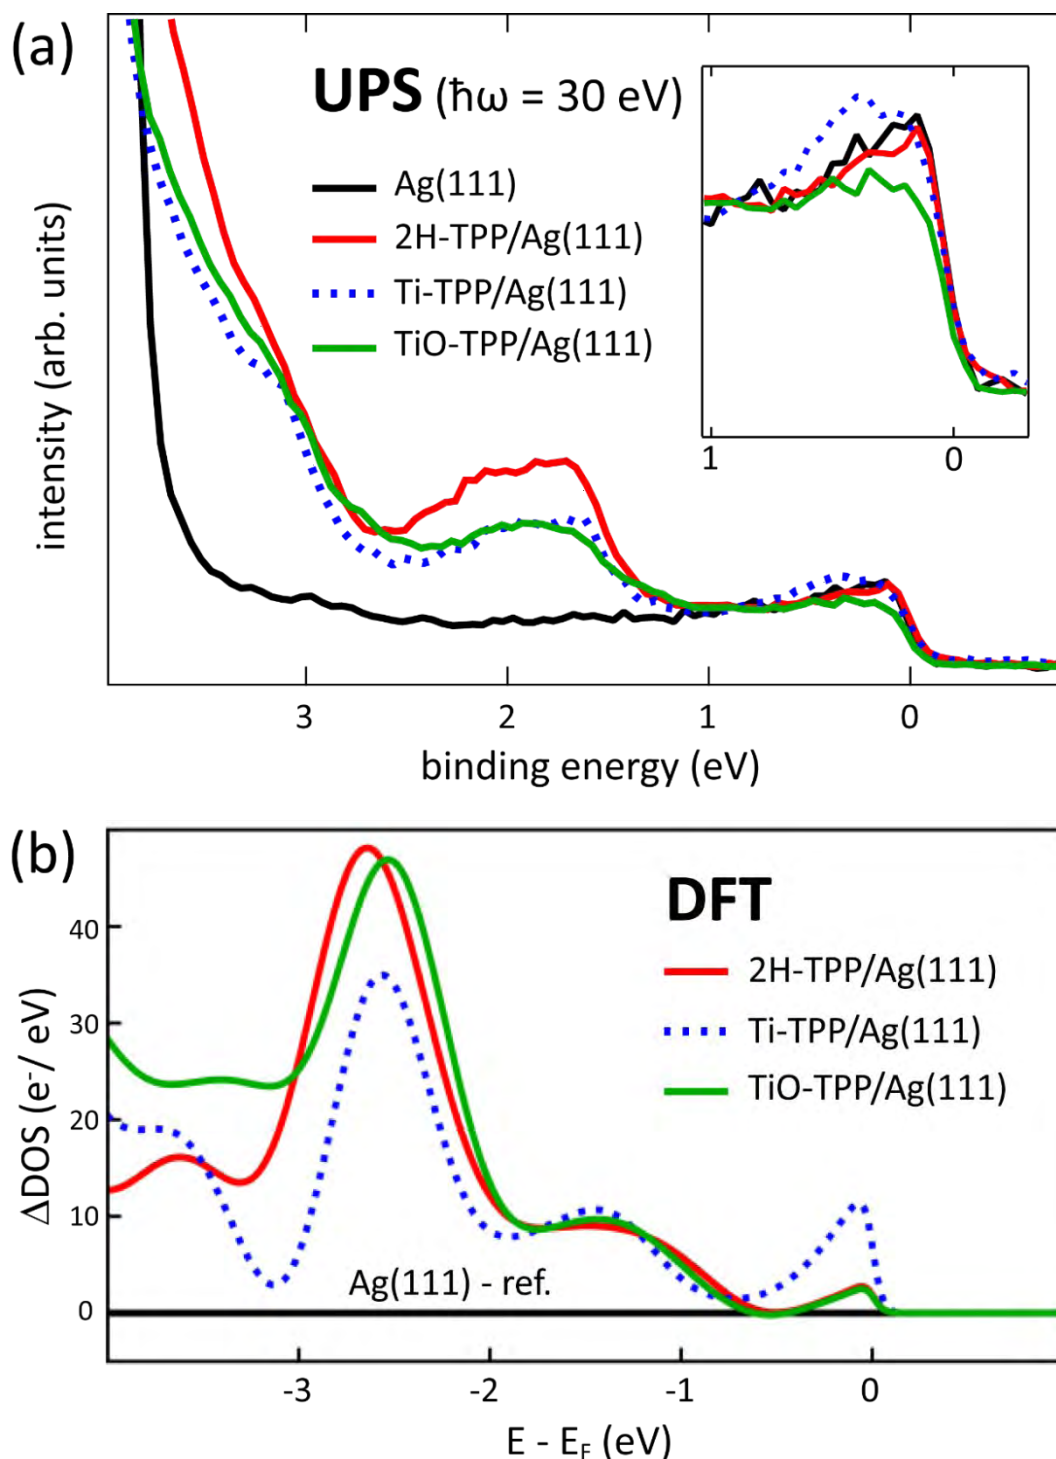 (a)
UPS (ħω = 30 eV)
Ag(111)
2H-TPP/Ag(111)
Ti-TPP/Ag(111)
TiO-TPP/Ag(111)
1 0
intensity (arb. units)
3 2 1 0
binding energy (eV)
(b)
DFT
2H-TPP/Ag(111)
Ti-TPP/Ag(111)
TiO-TPP/Ag(111)
40
30
20
10
0
ΔDOS (e⁻/ eV)
Ag(111) - ref.
-3 -2 -1 0
E - E_F (eV)